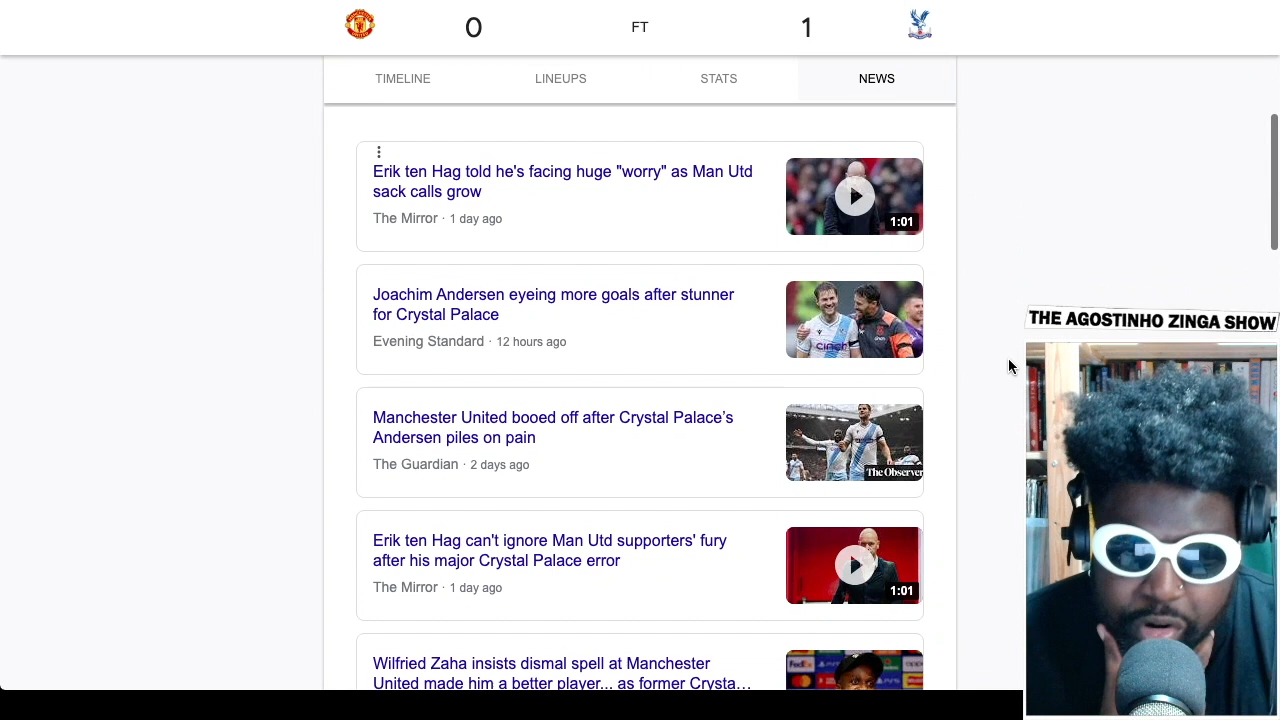 0 FT 1
TIMELINE LINEUPS STATS NEWS
Erik ten Hag told he's facing huge "worry" as Man Utd
sack calls grow
The Mirror · 1 day ago
1:01
Joachim Andersen eyeing more goals after stunner
for Crystal Palace
Evening Standard · 12 hours ago
cinch
Manchester United booed off after Crystal Palace’s
Andersen piles on pain
The Guardian · 2 days ago
The Observer
Erik ten Hag can't ignore Man Utd supporters' fury
after his major Crystal Palace error
The Mirror · 1 day ago
1:01
Wilfried Zaha insists dismal spell at Manchester
United made him a better player... as former Crysta...
FedEx
THE AGOSTINHO ZINGA SHOW